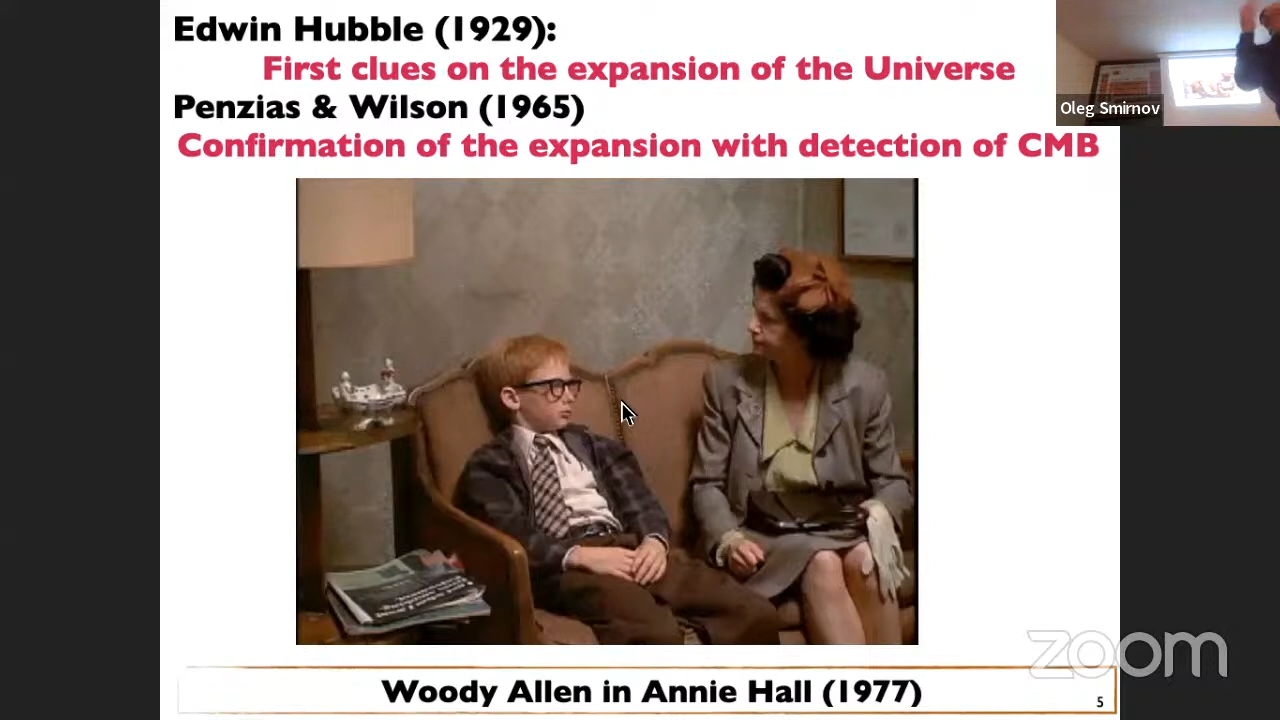 Edwin Hubble (1929):
First clues on the expansion of the Universe
Penzias & Wilson (1965)
Confirmation of the expansion with detection of CMB
Oleg Smirnov
zoom
Woody Allen in Annie Hall (1977)
5